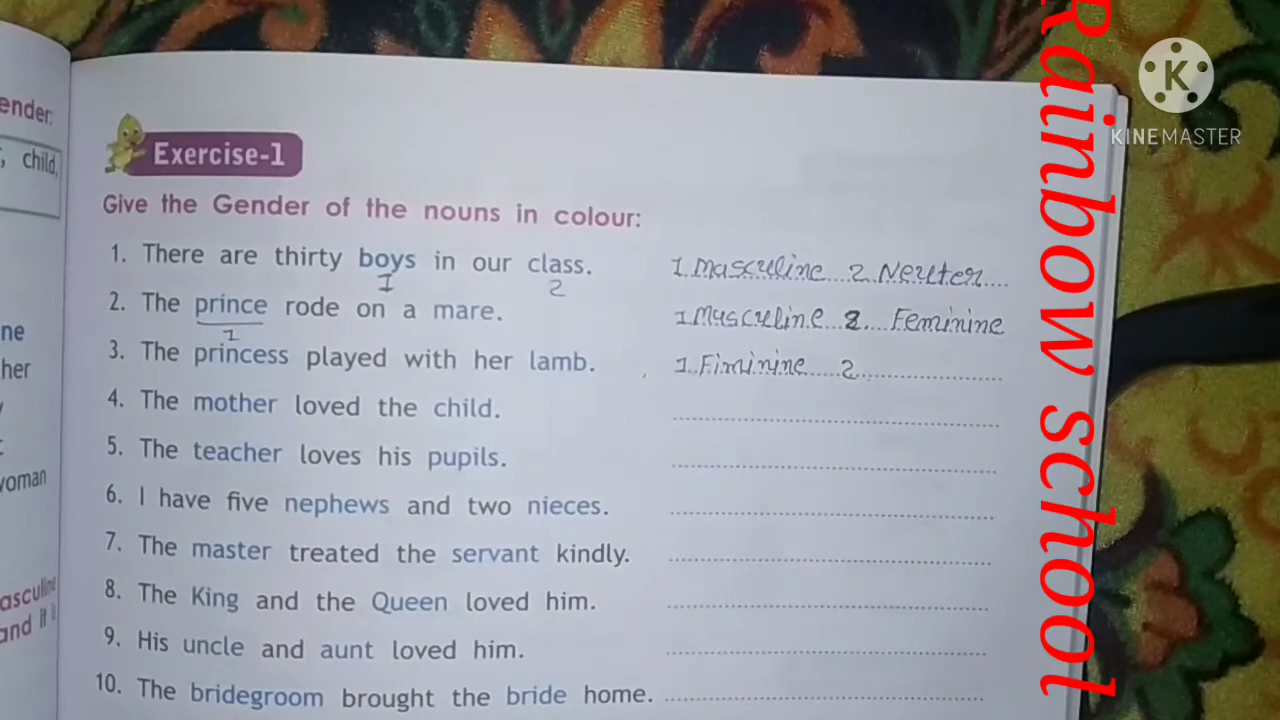 ender:
, child,
ne
her
woman
asculine
and it i
Exercise-1
Give the Gender of the nouns in colour:
1. There are thirty boys in our class. 1 Masculine 2 Neuter
1 2
2. The prince rode on a mare. 1 Musculine 2 Feminine
1
3. The princess played with her lamb. 1 Fiminine 2
4. The mother loved the child.
5. The teacher loves his pupils.
6. I have five nephews and two nieces.
7. The master treated the servant kindly.
8. The King and the Queen loved him.
9. His uncle and aunt loved him.
10. The bridegroom brought the bride home.
Rainbow school
K
KINEMASTER